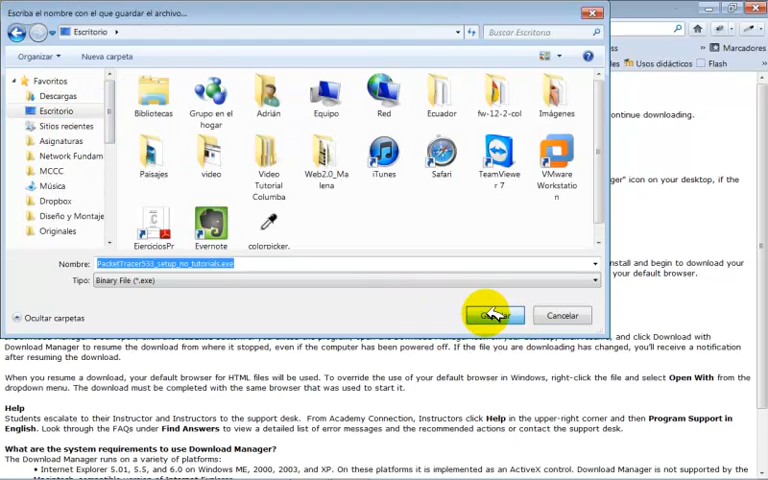 Escriba el nombre con el que guardar el archivo...
Escritorio
Buscar Escritorio
Organizar
Nueva carpeta
Marcadores
Usos didácticos
Flash
Favoritos
Descargas
Escritorio
Sitios recientes
Asignaturas
Network Fundam
MCCC
Música
Dropbox
Diseño y Montaje
Originales
Bibliotecas
Grupo en el hogar
Adrián
Equipo
Red
Ecuador
fw-12-2-col
Imágenes
Paisajes
video
Video Tutorial Columba
Web2.0_Malena
iTunes
Safari
TeamViewer 7
VMware Workstation
EjerciciosPr
Evernote
colorpicker.
continue downloading.
icon on your desktop, if the
install and begin to download your
your default browser.
Nombre: PacketTracer533_setup_no_tutorials.exe
Tipo: Binary File (*.exe)
Ocultar carpetas
Cancelar
and click Download with
Download Manager to resume the download from where it stopped, even if the computer has been powered off. If the file you are downloading has changed, you'll receive a notification
after resuming the download.
When you resume a download, your default browser for HTML files will be used. To override the use of your default browser in Windows, right-click the file and select Open With from the
dropdown menu. The download must be completed with the same browser that was used to start it.
Help
Students escalate to their Instructor and Instructors to the support desk. From Academy Connection, Instructors click Help in the upper-right corner and then Program Support in
English. Look through the FAQs under Find Answers to view a detailed list of error messages and the recommended actions or contact the support desk.
What are the system requirements to use Download Manager?
The Download Manager runs on a variety of platforms:
• Internet Explorer 5.01, 5.5, and 6.0 on Windows ME, 2000, 2003, and XP. On these platforms it is implemented as an ActiveX control. Download Manager is not supported by the